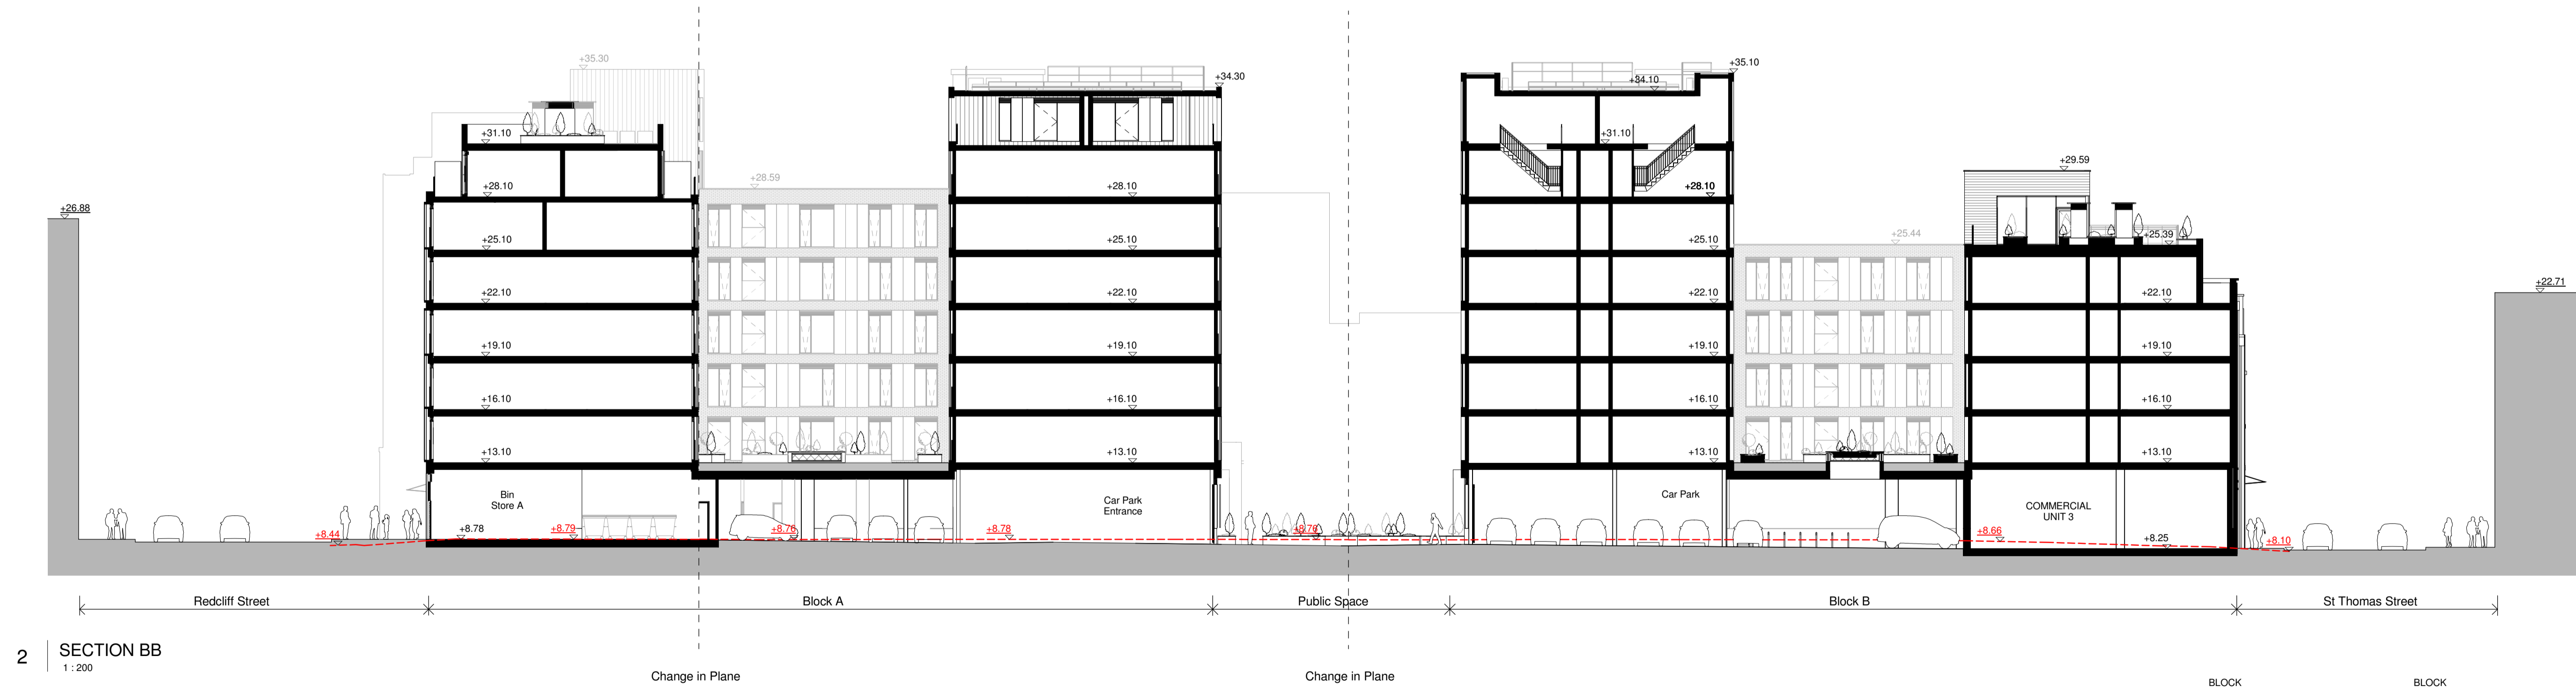 +35.30
+34.30
+34.10
+35.10
+31.10
+31.10
+29.59
+28.10
+28.59
+28.10
+28.10
+26.88
+25.10
+25.10
+25.10
+25.44
+25.39
+22.71
+22.10
+22.10
+22.10
+22.10
+19.10
+19.10
+19.10
+19.10
+16.10
+16.10
+16.10
+16.10
+13.10
+13.10
+13.10
+13.10
Bin
Store A
Car Park
Entrance
Car Park
COMMERCIAL
UNIT 3
+8.44
+8.78
+8.79
+8.76
+8.78
+8.76
+8.66
+8.25
+8.10
Redcliff Street
Block A
Public Space
Block B
St Thomas Street
2
SECTION BB
1 : 200
Change in Plane
Change in Plane
BLOCK
BLOCK